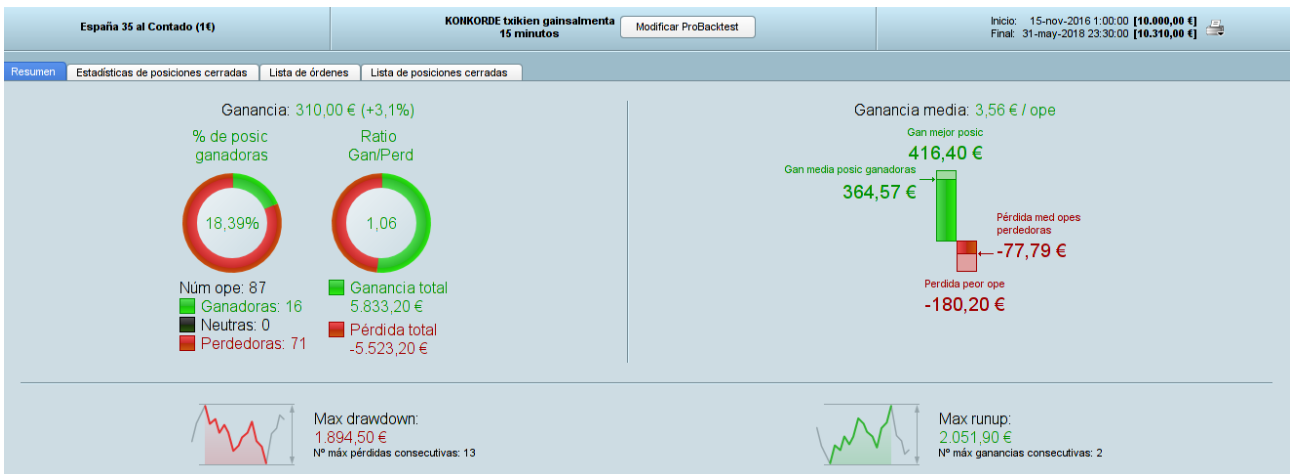 España 35 al Contado (1€)
KONKORDE txikien gainsalmenta
15 minutos
Modificar ProBacktest
Inicio: 15-nov-2016 1:00:00 [10.000,00 €]
Final: 31-may-2018 23:30:00 [10.310,00 €]
Resumen
Estadísticas de posiciones cerradas
Lista de órdenes
Lista de posiciones cerradas
Ganancia: 310,00 € (+3,1%)
% de posic
ganadoras
Ratio
Gan/Perd
18,39%
1,06
Núm ope: 87
Ganadoras: 16
Neutras: 0
Perdedoras: 71
Ganancia total
5.833,20 €
Pérdida total
-5.523,20 €
Ganancia media: 3,56 € / ope
Gan mejor posic
416,40 €
Gan media posic ganadoras
364,57 €
Pérdida med opes
perdedoras
-77,79 €
Perdida peor ope
-180,20 €
Max drawdown:
1.894,50 €
Nº máx pérdidas consecutivas: 13
Max runup:
2.051,90 €
Nº máx ganancias consecutivas: 2